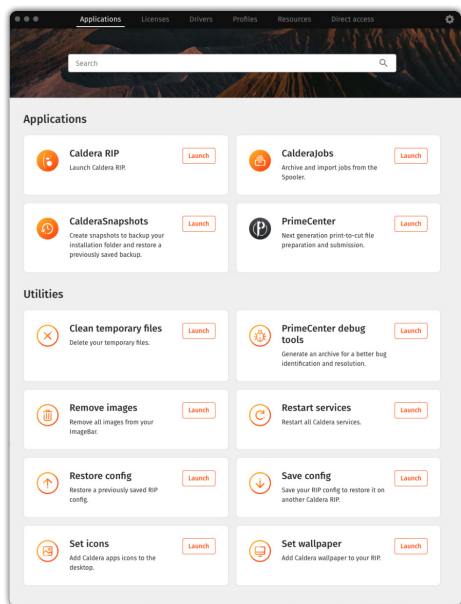 Applications Licenses Drivers Profiles Resources Direct access
Search
Applications
Caldera RIP
Launch Caldera RIP.
Launch
CalderaJobs
Archive and import jobs from the
Spooler.
Launch
CalderaSnapshots
Create snapshots to backup your
installation folder and restore a
previously saved backup.
Launch
PrimeCenter
Next generation print-to-cut file
preparation and submission.
Launch
Utilities
Clean temporary files
Delete your temporary files.
Launch
PrimeCenter debug
tools
Generate an archive for a better bug
identification and resolution.
Launch
Remove images
Remove all images from your
ImageBar.
Launch
Restart services
Restart all Caldera services.
Launch
Restore config
Restore a previously saved RIP
config.
Launch
Save config
Save your RIP config to restore it on
another Caldera RIP.
Launch
Set icons
Add Caldera apps icons to the
desktop.
Launch
Set wallpaper
Add Caldera wallpaper to your RIP.
Launch